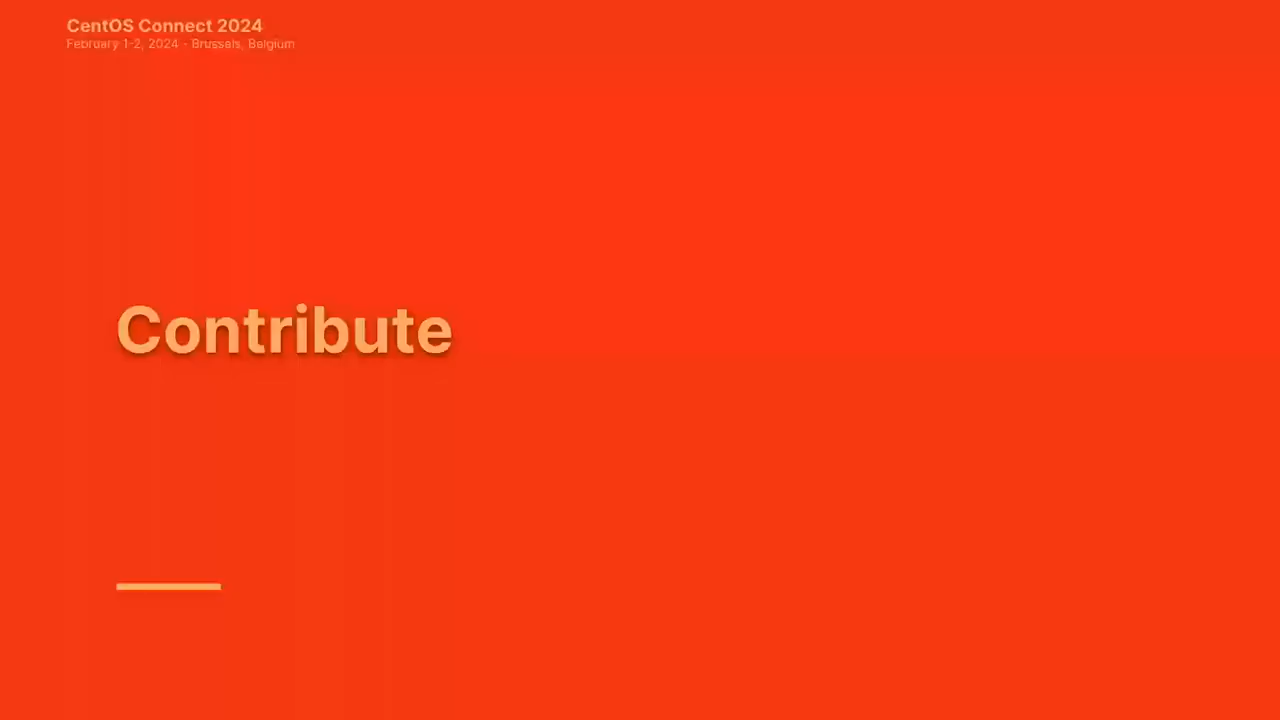 CentOS Connect 2024
February 1-2, 2024 - Brussels, Belgium
Contribute